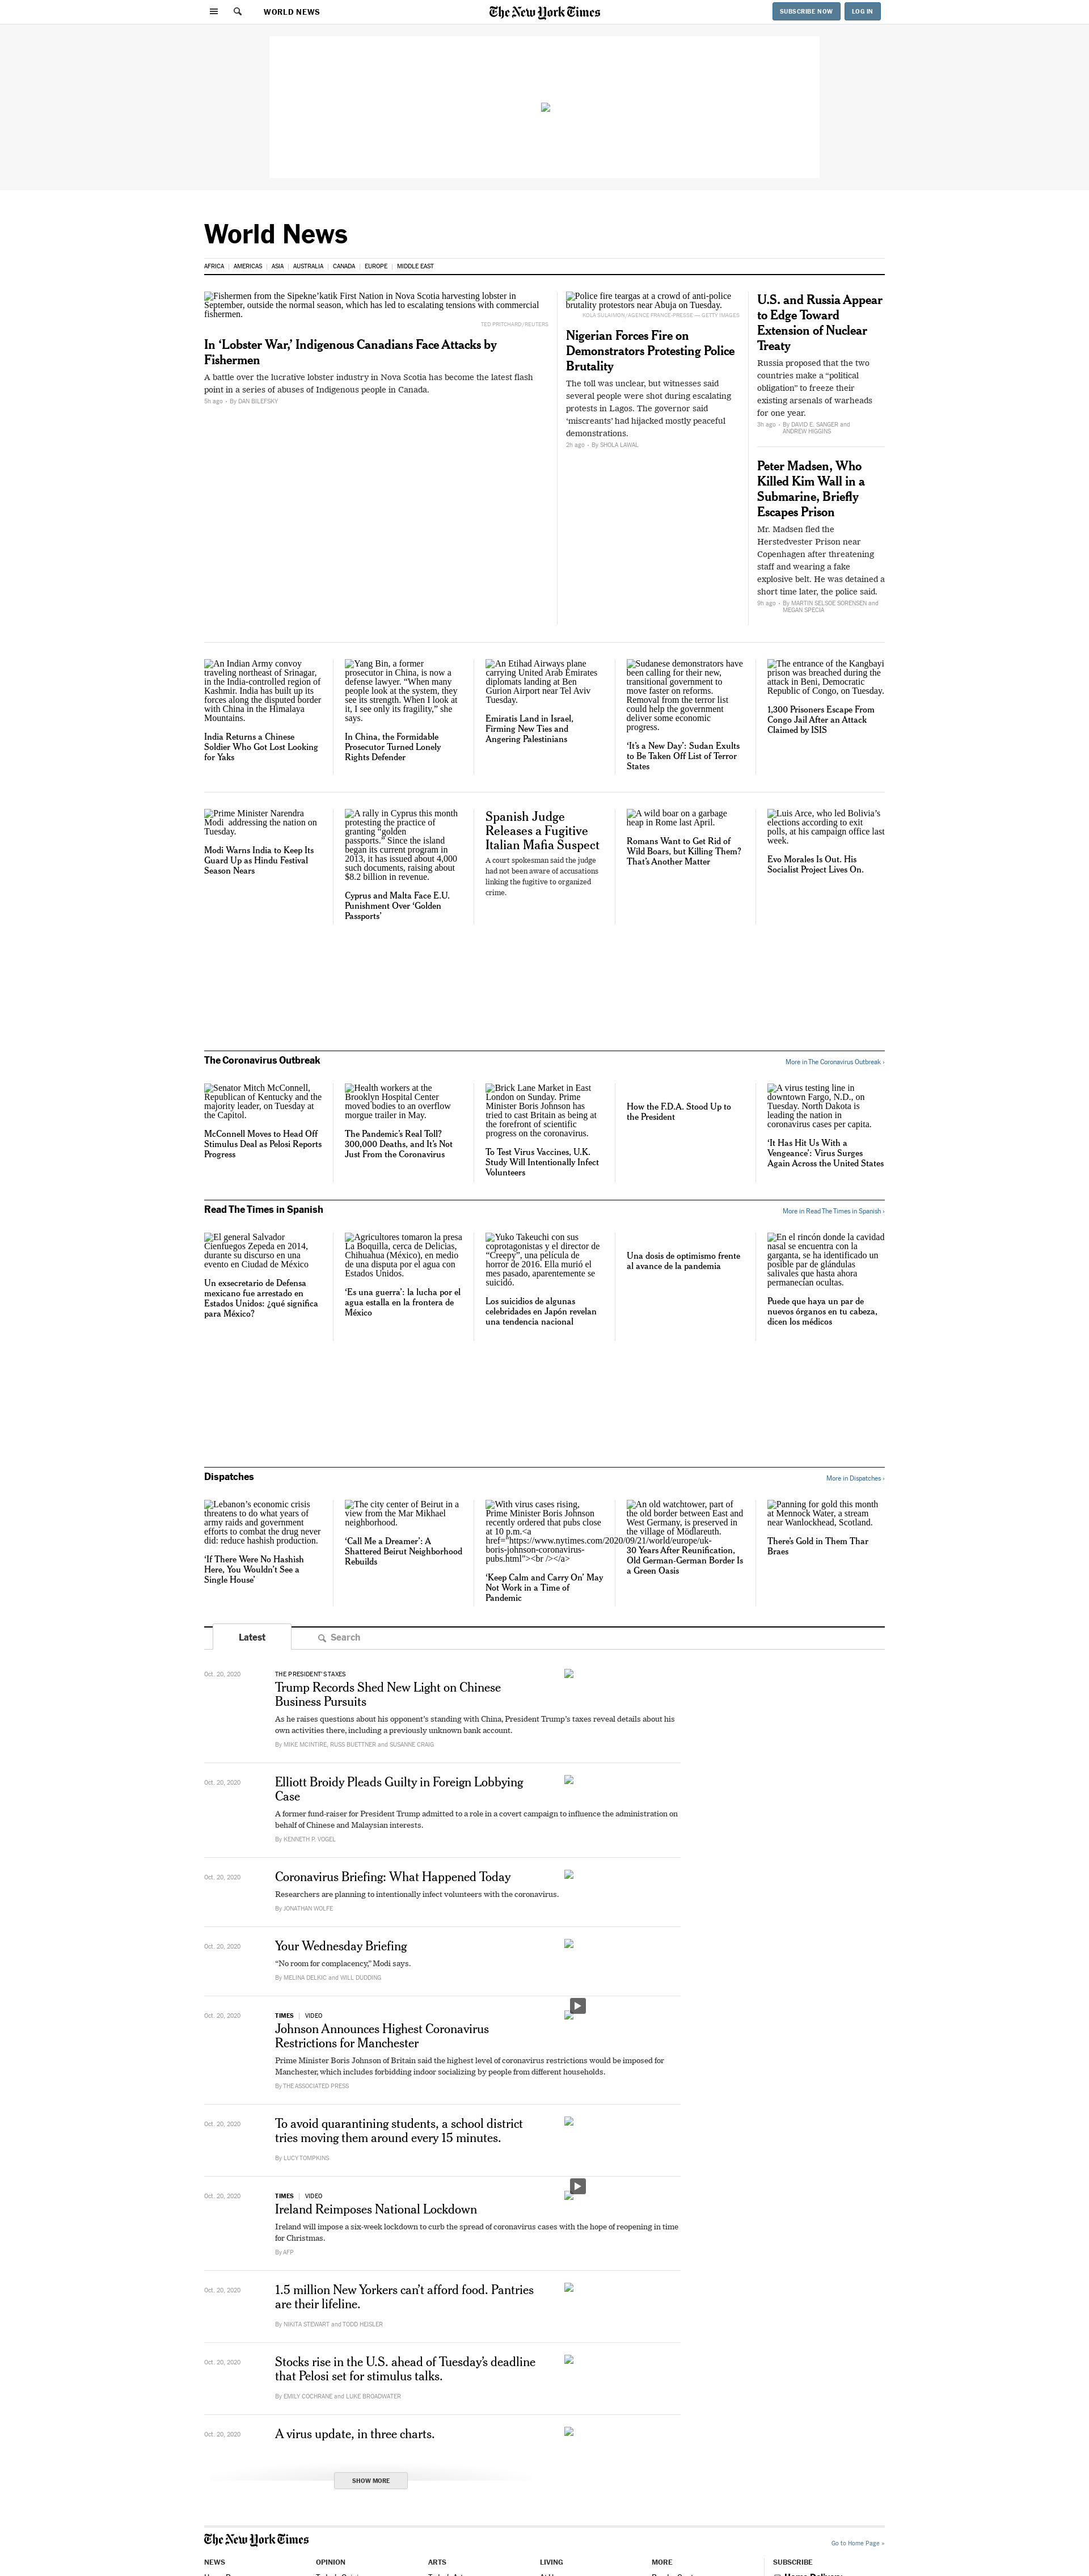 WORLD NEWS
The New York Times
SUBSCRIBE NOW
LOG IN
World News
AFRICA | AMERICAS | ASIA | AUSTRALIA | CANADA | EUROPE | MIDDLE EAST
Fishermen from the Sipekne’katik First Nation in Nova Scotia harvesting lobster in
September, outside the normal season, which has led to escalating tensions with commercial
fishermen.
TED PRITCHARD/REUTERS
In ‘Lobster War,’ Indigenous Canadians Face Attacks by
Fishermen
A battle over the lucrative lobster industry in Nova Scotia has become the latest flash
point in a series of abuses of Indigenous people in Canada.
5h ago - By DAN BILEFSKY
Police fire teargas at a crowd of anti-police
brutality protestors near Abuja on Tuesday.
KOLA SULAIMON/AGENCE FRANCE-PRESSE — GETTY IMAGES
Nigerian Forces Fire on
Demonstrators Protesting Police
Brutality
The toll was unclear, but witnesses said
several people were shot during escalating
protests in Lagos. The governor said
‘miscreants’ had hijacked mostly peaceful
demonstrations.
2h ago - By SHOLA LAWAL
U.S. and Russia Appear
to Edge Toward
Extension of Nuclear
Treaty
Russia proposed that the two
countries make a “political
obligation” to freeze their
existing arsenals of warheads
for one year.
3h ago - By DAVID E. SANGER and
ANDREW HIGGINS
Peter Madsen, Who
Killed Kim Wall in a
Submarine, Briefly
Escapes Prison
Mr. Madsen fled the
Herstedvester Prison near
Copenhagen after threatening
staff and wearing a fake
explosive belt. He was detained a
short time later, the police said.
9h ago - By MARTIN SELSOE SORENSEN and
MEGAN SPECIA
An Indian Army convoy
traveling northeast of Srinagar,
in the India-controlled region of
Kashmir. India has built up its
forces along the disputed border
with China in the Himalaya
Mountains.
India Returns a Chinese
Soldier Who Got Lost Looking
for Yaks
Yang Bin, a former
prosecutor in China, is now a
defense lawyer. “When many
people look at the system, they
see its strength. When I look at
it, I see only its fragility,” she
says.
In China, the Formidable
Prosecutor Turned Lonely
Rights Defender
An Etihad Airways plane
carrying United Arab Emirates
diplomats landing at Ben
Gurion Airport near Tel Aviv
Tuesday.
Emiratis Land in Israel,
Firming New Ties and
Angering Palestinians
Sudanese demonstrators have
been calling for their new,
transitional government to
move faster on reforms.
Removal from the terror list
could help the government
deliver some economic
progress.
‘It’s a New Day’: Sudan Exults
to Be Taken Off List of Terror
States
The entrance of the Kangbayi
prison was breached during the
attack in Beni, Democratic
Republic of Congo, on Tuesday.
1,300 Prisoners Escape From
Congo Jail After an Attack
Claimed by ISIS
Prime Minister Narendra
Modi addressing the nation on
Tuesday.
Modi Warns India to Keep Its
Guard Up as Hindu Festival
Season Nears
A rally in Cyprus this month
protesting the practice of
granting “golden
passports.” Since the island
began its current program in
2013, it has issued about 4,000
such documents, raising about
$8.2 billion in revenue.
Cyprus and Malta Face E.U.
Punishment Over ‘Golden
Passports’
Spanish Judge
Releases a Fugitive
Italian Mafia Suspect
A court spokesman said the judge
had not been aware of accusations
linking the fugitive to organized
crime.
A wild boar on a garbage
heap in Rome last April.
Romans Want to Get Rid of
Wild Boars, but Killing Them?
That’s Another Matter
Luis Arce, who led Bolivia’s
elections according to exit
polls, at his campaign office last
week.
Evo Morales Is Out. His
Socialist Project Lives On.
The Coronavirus Outbreak
More in The Coronavirus Outbreak ›
Senator Mitch McConnell,
Republican of Kentucky and the
majority leader, on Tuesday at
the Capitol.
McConnell Moves to Head Off
Stimulus Deal as Pelosi Reports
Progress
Health workers at the
Brooklyn Hospital Center
moved bodies to an overflow
morgue trailer in May.
The Pandemic’s Real Toll?
300,000 Deaths, and It’s Not
Just From the Coronavirus
Brick Lane Market in East
London on Sunday. Prime
Minister Boris Johnson has
tried to cast Britain as being at
the forefront of scientific
progress on the coronavirus.
To Test Virus Vaccines, U.K.
Study Will Intentionally Infect
Volunteers
How the F.D.A. Stood Up to
the President
A virus testing line in
downtown Fargo, N.D., on
Tuesday. North Dakota is
leading the nation in
coronavirus cases per capita.
‘It Has Hit Us With a
Vengeance’: Virus Surges
Again Across the United States
Read The Times in Spanish
More in Read The Times in Spanish ›
El general Salvador
Cienfuegos Zepeda en 2014,
durante su discurso en una
evento en Ciudad de México
Un exsecretario de Defensa
mexicano fue arrestado en
Estados Unidos: ¿qué significa
para México?
Agricultores tomaron la presa
La Boquilla, cerca de Delicias,
Chihuahua (México), en medio
de una disputa por el agua con
Estados Unidos.
‘Es una guerra’: la lucha por el
agua estalla en la frontera de
México
Yuko Takeuchi con sus
coprotagonistas y el director de
“Creepy”, una película de
horror de 2016. Ella murió el
mes pasado, aparentemente se
suicidó.
Los suicidios de algunas
celebridades en Japón revelan
una tendencia nacional
Una dosis de optimismo frente
al avance de la pandemia
En el rincón donde la cavidad
nasal se encuentra con la
garganta, se ha identificado un
posible par de glándulas
salivales que hasta ahora
permanecían ocultas.
Puede que haya un par de
nuevos órganos en tu cabeza,
dicen los médicos
Dispatches
More in Dispatches ›
Lebanon’s economic crisis
threatens to do what years of
army raids and government
efforts to combat the drug never
did: reduce hashish production.
‘If There Were No Hashish
Here, You Wouldn’t See a
Single House’
The city center of Beirut in a
view from the Mar Mikhael
neighborhood.
‘Call Me a Dreamer’: A
Shattered Beirut Neighborhood
Rebuilds
With virus cases rising,
Prime Minister Boris Johnson
recently ordered that pubs close
at 10 p.m.<a
href="https://www.nytimes.com/2020/09/21/world/europe/uk-
boris-johnson-coronavirus-
pubs.html"><br /></a>
‘Keep Calm and Carry On’ May
Not Work in a Time of
Pandemic
An old watchtower, part of
the old border between East and
West Germany, is preserved in
the village of Mödlareuth.
30 Years After Reunification,
Old German-German Border Is
a Green Oasis
Panning for gold this month
at Mennock Water, a stream
near Wanlockhead, Scotland.
There’s Gold in Them Thar
Braes
Latest
Search
Oct. 20, 2020
THE PRESIDENT’S TAXES
Trump Records Shed New Light on Chinese
Business Pursuits
As he raises questions about his opponent’s standing with China, President Trump’s taxes reveal details about his
own activities there, including a previously unknown bank account.
By MIKE MCINTIRE, RUSS BUETTNER and SUSANNE CRAIG
Oct. 20, 2020
Elliott Broidy Pleads Guilty in Foreign Lobbying
Case
A former fund-raiser for President Trump admitted to a role in a covert campaign to influence the administration on
behalf of Chinese and Malaysian interests.
By KENNETH P. VOGEL
Oct. 20, 2020
Coronavirus Briefing: What Happened Today
Researchers are planning to intentionally infect volunteers with the coronavirus.
By JONATHAN WOLFE
Oct. 20, 2020
Your Wednesday Briefing
“No room for complacency,” Modi says.
By MELINA DELKIC and WILL DUDDING
Oct. 20, 2020
TIMES | VIDEO
Johnson Announces Highest Coronavirus
Restrictions for Manchester
Prime Minister Boris Johnson of Britain said the highest level of coronavirus restrictions would be imposed for
Manchester, which includes forbidding indoor socializing by people from different households.
By THE ASSOCIATED PRESS
Oct. 20, 2020
To avoid quarantining students, a school district
tries moving them around every 15 minutes.
By LUCY TOMPKINS
Oct. 20, 2020
TIMES | VIDEO
Ireland Reimposes National Lockdown
Ireland will impose a six-week lockdown to curb the spread of coronavirus cases with the hope of reopening in time
for Christmas.
By AFP
Oct. 20, 2020
1.5 million New Yorkers can’t afford food. Pantries
are their lifeline.
By NIKITA STEWART and TODD HEISLER
Oct. 20, 2020
Stocks rise in the U.S. ahead of Tuesday’s deadline
that Pelosi set for stimulus talks.
By EMILY COCHRANE and LUKE BROADWATER
Oct. 20, 2020
A virus update, in three charts.
SHOW MORE
The New York Times
Go to Home Page »
NEWS
OPINION
ARTS
LIVING
MORE
SUBSCRIBE